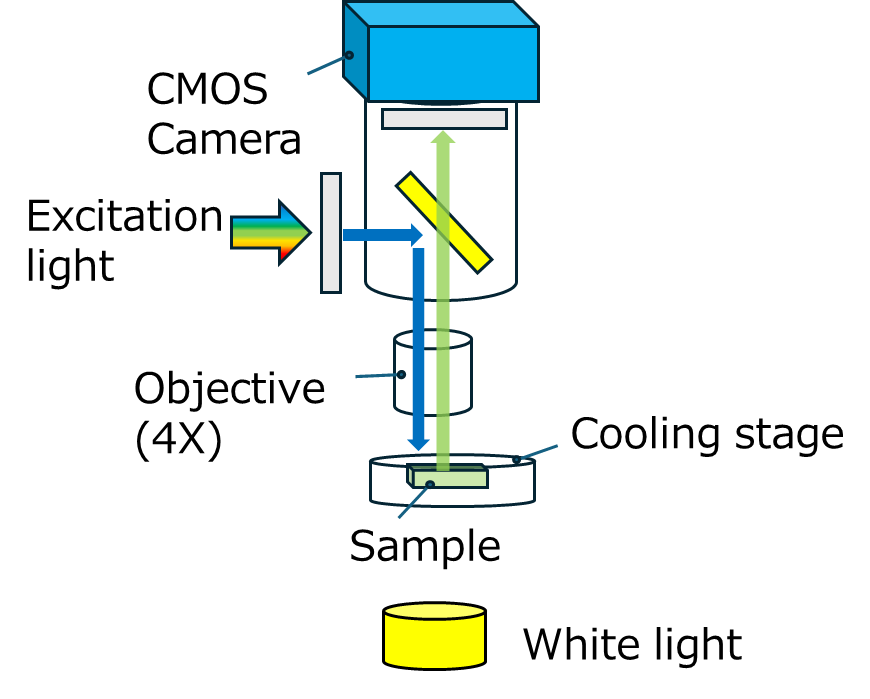 CMOS
Camera
Excitation
light
Objective
(4X)
Cooling stage
Sample
White light